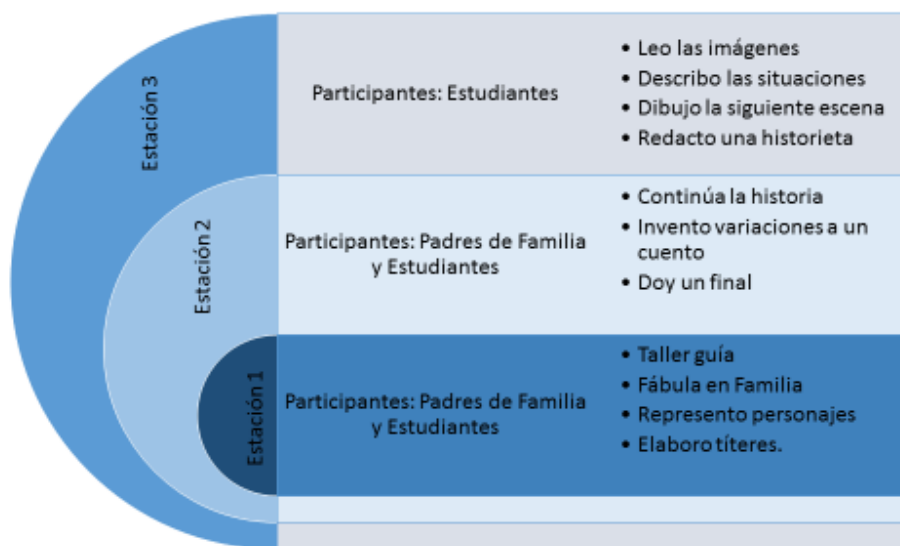 Estación 3
Participantes: Estudiantes
• Leo las imágenes
• Describo las situaciones
• Dibujo la siguiente escena
• Redacto una historieta
Estación 2
Participantes: Padres de Familia
y Estudiantes
• Continúa la historia
• Invento variaciones a un
cuento
• Doy un final
Estación 1
Participantes: Padres de Familia
y Estudiantes
• Taller guía
• Fábula en Familia
• Represento personajes
• Elaboro títeres.